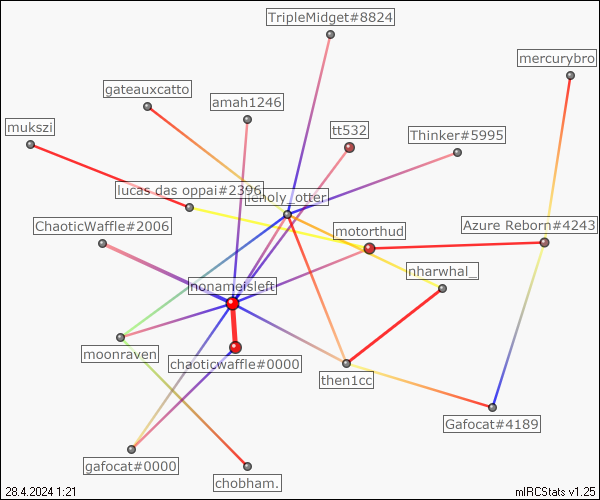 TripleMidget#8824
mercurybro
gateauxcatto
amah1246
mukszi
tt532
Thinker#5995
lucas das oppai#2396
_otter
ChaoticWaffle#2006
motorthud
Azure Reborn#4243
nharwhal_
nonameisleft
moonraven
chaoticwaffle#0000
then1cc
Gafocat#4189
gafocat#0000
chobham.
28.4.2024 1:21
mIRCStats v1.25